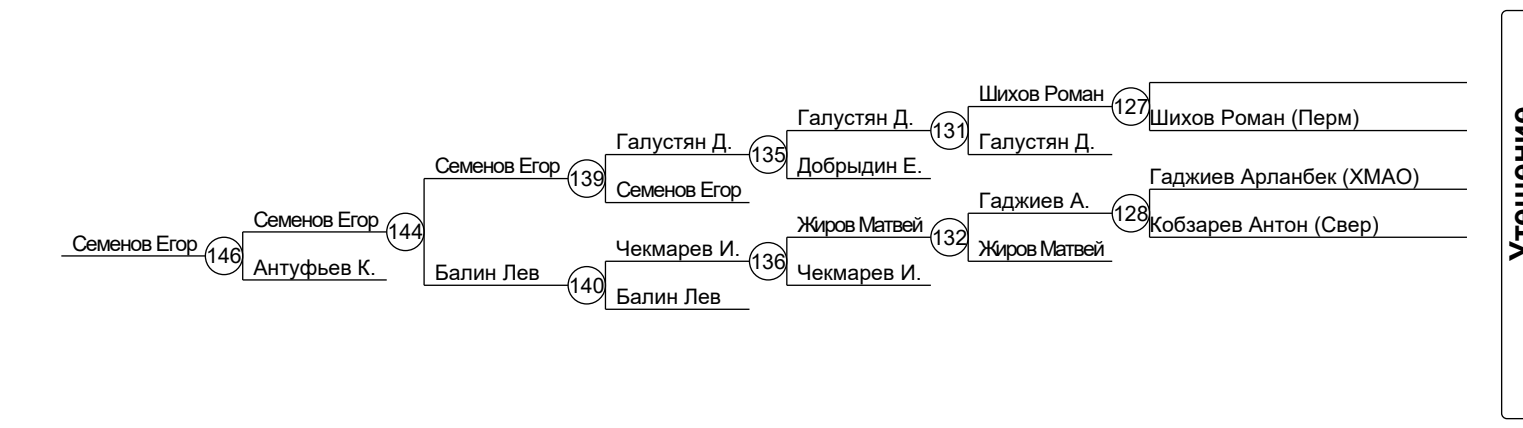 Шихов Роман
127
Шихов Роман (Перм)
Галустян Д.
131
Галустян Д.
Галустян Д.
135
Добрыдин Е.
Семенов Егор
139
Семенов Егор
Гаджиев Арланбек (ХМАО)
Гаджиев А.
128
Кобзарев Антон (Свер)
Семенов Егор
144
Жиров Матвей
132
Жиров Матвей
Семенов Егор
146
Антуфьев К.
Чекмарев И.
136
Чекмарев И.
Балин Лев
140
Балин Лев
Утешение